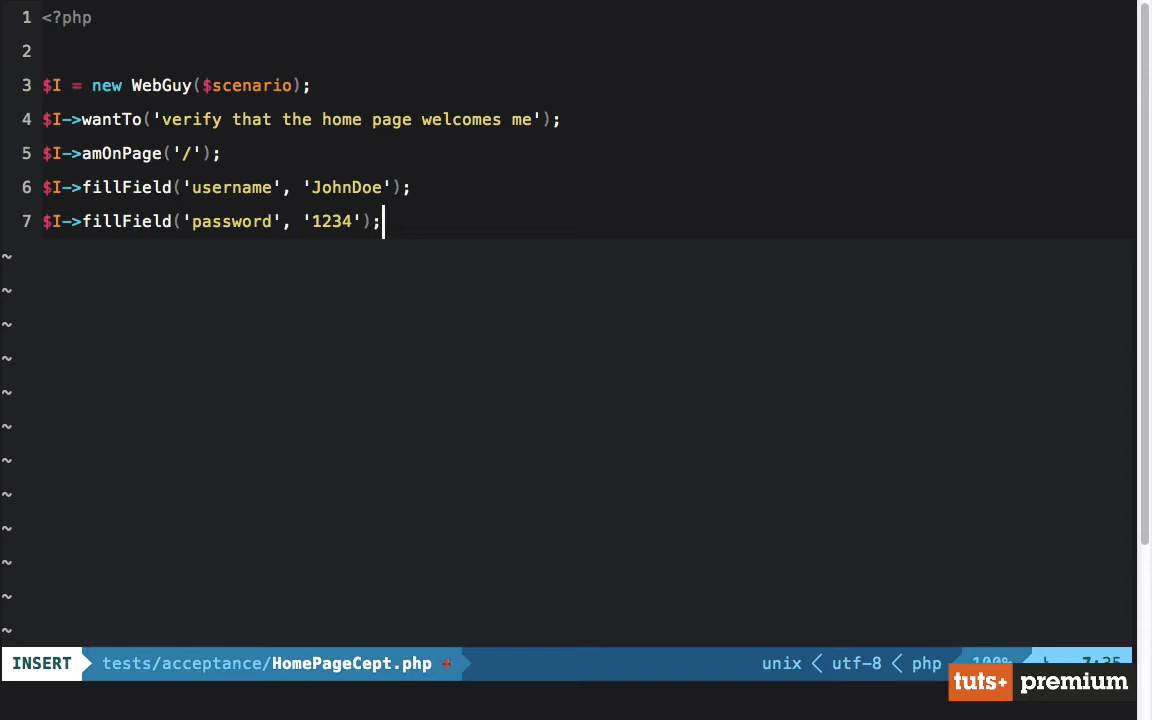 1 <?php
2
3 $I = new WebGuy($scenario);
4 $I->wantTo('verify that the home page welcomes me');
5 $I->amOnPage('/');
6 $I->fillField('username', 'JohnDoe');
7 $I->fillField('password', '1234');
~
~
~
~
~
~
~
~
~
~
~
~
INSERT tests/acceptance/HomePageCept.php + unix < utf-8 < php
tuts+ premium